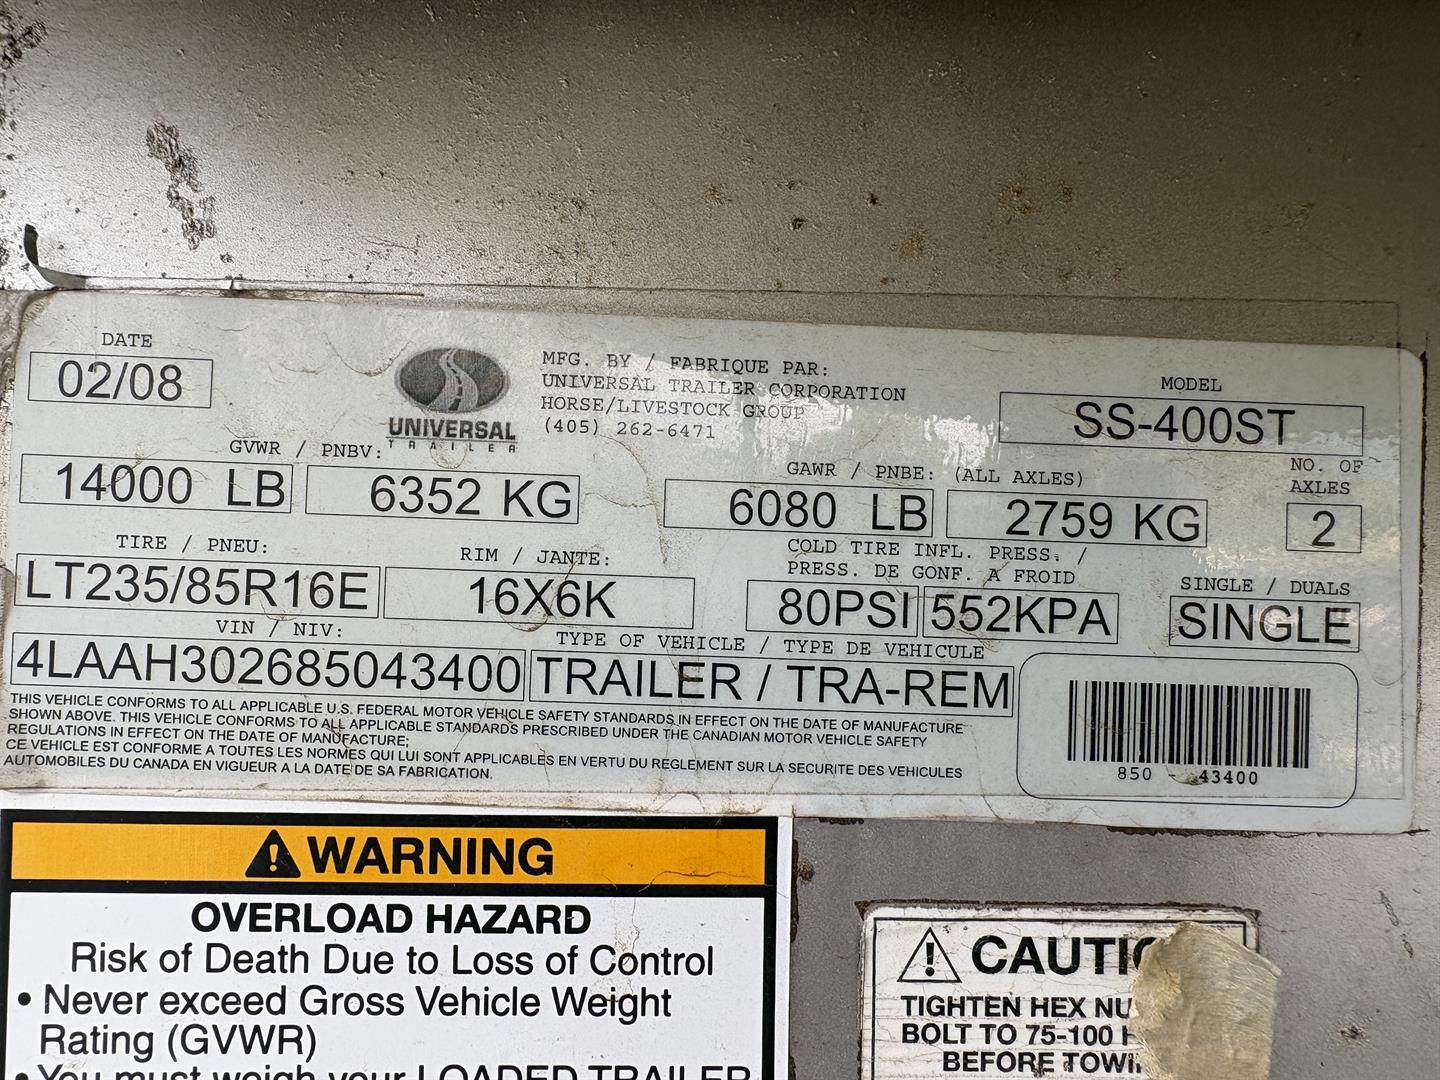 DATE
02/08
UNIVERSAL
TRAILER
MFG. BY / FABRIQUE PAR:
UNIVERSAL TRAILER CORPORATION
HORSE/LIVESTOCK GROUP
(405) 262-6471
MODEL
SS-400ST
GVWR / PNBV:
14000 LB 6352 KG
GAWR / PNBE: (ALL AXLES)
6080 LB 2759 KG
NO. OF
AXLES
2
TIRE / PNEU:
LT235/85R16E
RIM / JANTE:
16X6K
COLD TIRE INFL. PRESS. /
PRESS. DE GONF. A FROID
80PSI 552KPA
SINGLE / DUALS
SINGLE
VIN / NIV:
4LAAH302685043400
TYPE OF VEHICLE / TYPE DE VEHICULE
TRAILER / TRA-REM
THIS VEHICLE CONFORMS TO ALL APPLICABLE U.S. FEDERAL MOTOR VEHICLE SAFETY STANDARDS IN EFFECT ON THE DATE OF MANUFACTURE
SHOWN ABOVE. THIS VEHICLE CONFORMS TO ALL APPLICABLE STANDARDS PRESCRIBED UNDER THE CANADIAN MOTOR VEHICLE SAFETY
REGULATIONS IN EFFECT ON THE DATE OF MANUFACTURE;
CE VEHICLE EST CONFORME A TOUTES LES NORMES QUI LUI SONT APPLICABLES EN VERTU DU REGLEMENT SUR LA SECURITE DES VEHICULES
AUTOMOBILES DU CANADA EN VIGUEUR A LA DATE DE SA FABRICATION.
850 - 43400
WARNING
OVERLOAD HAZARD
Risk of Death Due to Loss of Control
• Never exceed Gross Vehicle Weight
Rating (GVWR)
• You must weigh your LOADED TRAILER
CAUTIO
TIGHTEN HEX NU
BOLT TO 75-100
BEFORE TOWI